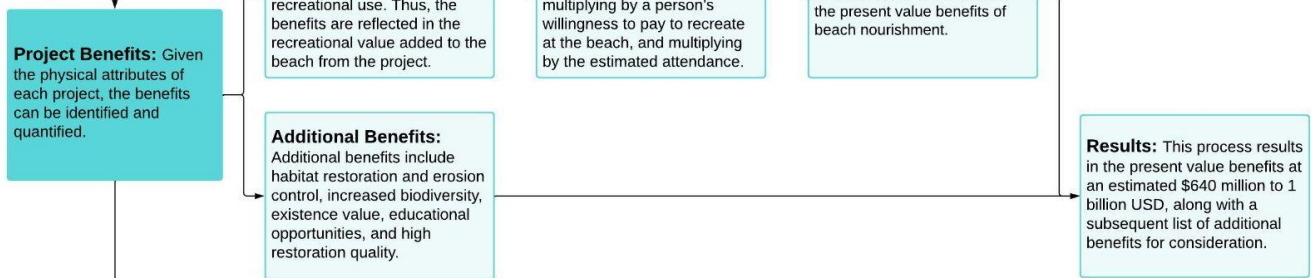 Project Benefits: Given
the physical attributes of
each project, the benefits
can be identified and
quantified.
recreational use. Thus, the
benefits are reflected in the
recreational value added to the
beach from the project.
multiplying by a person's
willingness to pay to recreate
at the beach, and multiplying
by the estimated attendance.
the present value benefits of
beach nourishment.
Additional Benefits:
Additional benefits include
habitat restoration and erosion
control, increased biodiversity,
existence value, educational
opportunities, and high
restoration quality.
Results: This process results
in the present value benefits at
an estimated $640 million to 1
billion USD, along with a
subsequent list of additional
benefits for consideration.